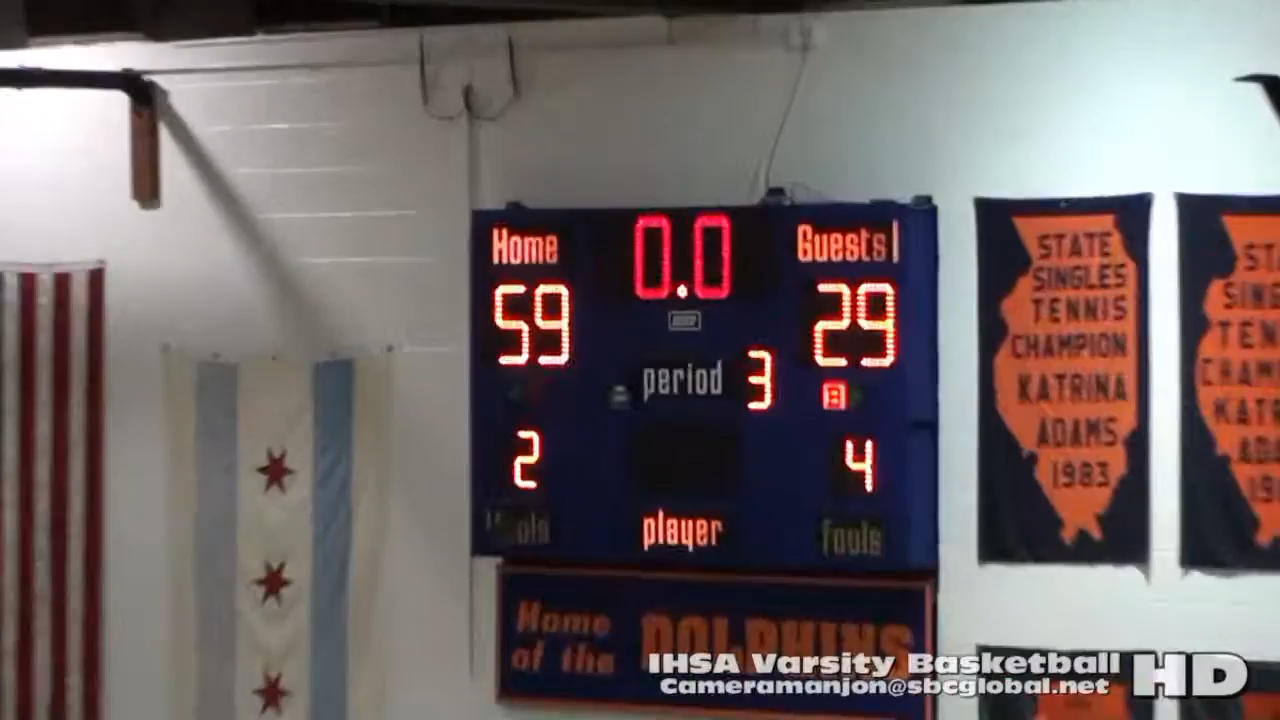 Home
0.0
Guests
59
29
period
3
B
2
4
player
fouls
Home
of the
DOLPHINS
STATE
SINGLES
TENNIS
CHAMPION
KATRINA
ADAMS
1983
IHSA Varsity Basketball HD
Cameramanjon@sbcglobal.net